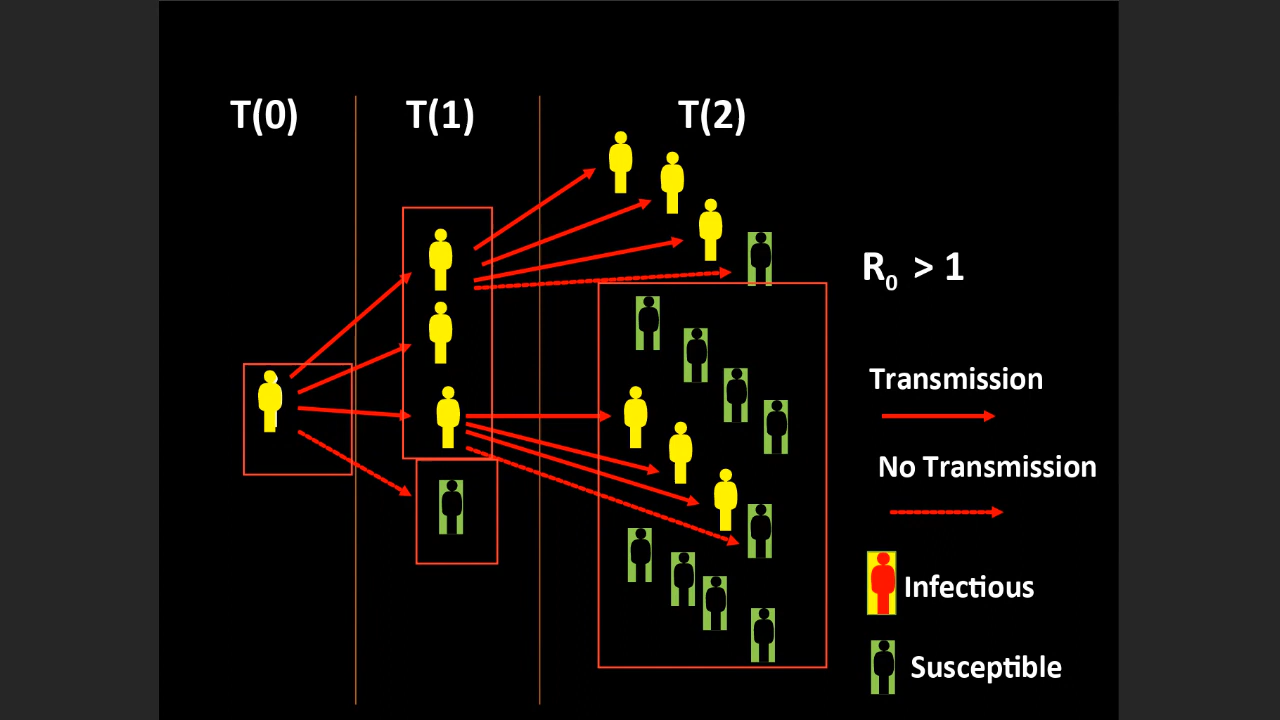 T(0)
T(1)
T(2)
R₀ > 1
Transmission
No Transmission
Infectious
Susceptible